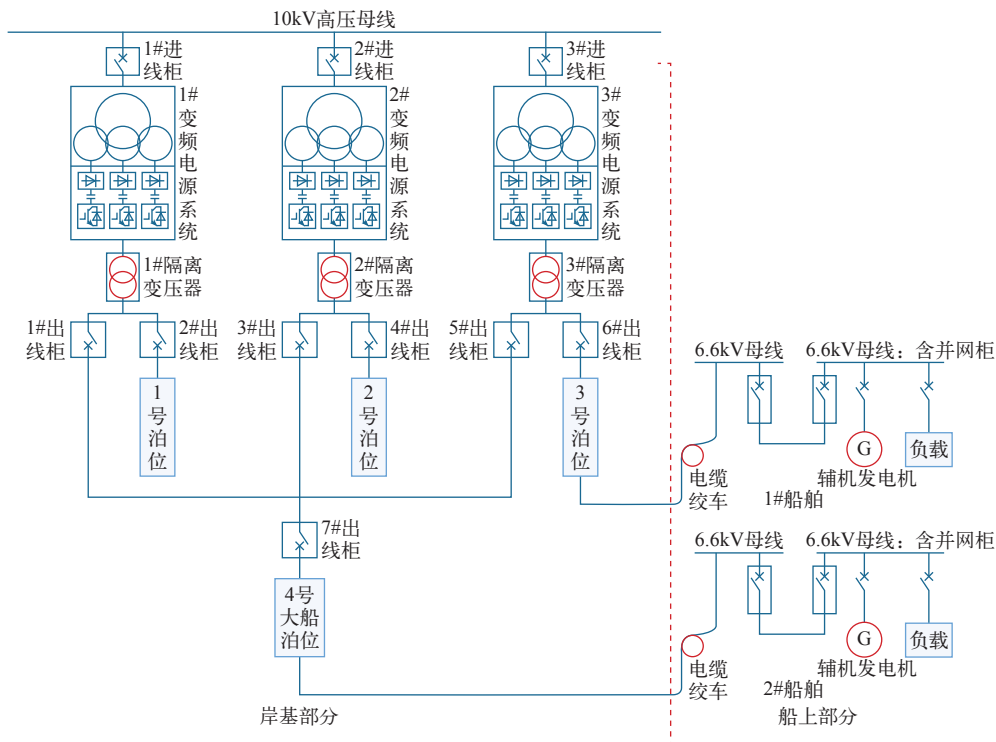 10kV高压母线
1#进
线柜
2#进
线柜
3#进
线柜
1#
变
频
电
源
系
统
2#
变
频
电
源
系
统
3#
变
频
电
源
系
统
1#隔离
变压器
2#隔离
变压器
3#隔离
变压器
1#出
线柜
2#出
线柜
3#出
线柜
4#出
线柜
5#出
线柜
6#出
线柜
1
号
泊
位
2
号
泊
位
3
号
泊
位
7#出
线柜
4号
大船
泊位
岸基部分
6.6kV母线
6.6kV母线：含并网柜
G
负载
电缆
绞车
辅机发电机
1#船舶
6.6kV母线
6.6kV母线：含并网柜
G
负载
电缆
绞车
辅机发电机
2#船舶
船上部分